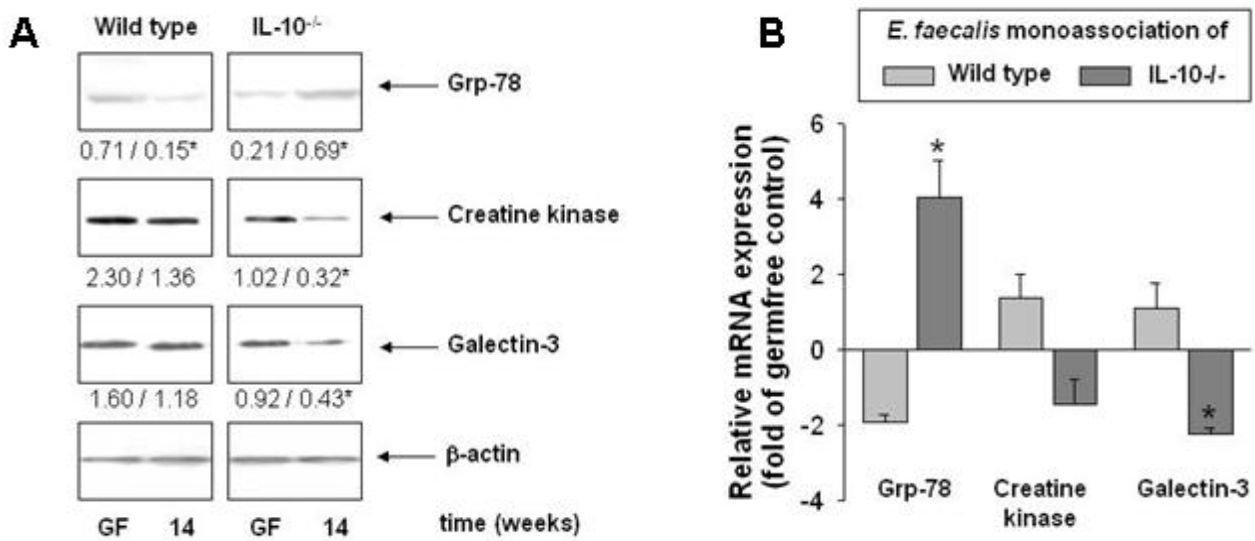 A
Wild type IL-10-/-
Grp-78
0.71 / 0.15* 0.21 / 0.69*
Creatine kinase
2.30 / 1.36 1.02 / 0.32*
Galectin-3
1.60 / 1.18 0.92 / 0.43*
β-actin
GF 14 GF 14 time (weeks)
B
E. faecalis monoassociation of
Wild type IL-10-/-
Relative mRNA expression
(fold of germfree control)
6
4
2
0
-2
-4
*
*
Grp-78 Creatine kinase Galectin-3